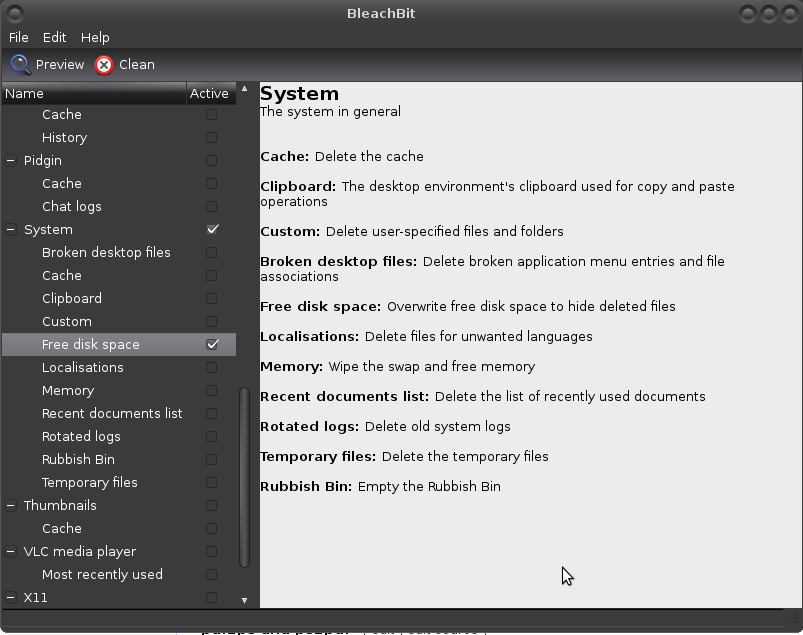 BleachBit
File Edit Help
Preview Clean
Name Active
Cache
History
Pidgin
Cache
Chat logs
System
Broken desktop files
Cache
Clipboard
Custom
Free disk space
Localisations
Memory
Recent documents list
Rotated logs
Rubbish Bin
Temporary files
Thumbnails
Cache
VLC media player
Most recently used
X11
System
The system in general
Cache: Delete the cache
Clipboard: The desktop environment's clipboard used for copy and paste
operations
Custom: Delete user-specified files and folders
Broken desktop files: Delete broken application menu entries and file
associations
Free disk space: Overwrite free disk space to hide deleted files
Localisations: Delete files for unwanted languages
Memory: Wipe the swap and free memory
Recent documents list: Delete the list of recently used documents
Rotated logs: Delete old system logs
Temporary files: Delete the temporary files
Rubbish Bin: Empty the Rubbish Bin